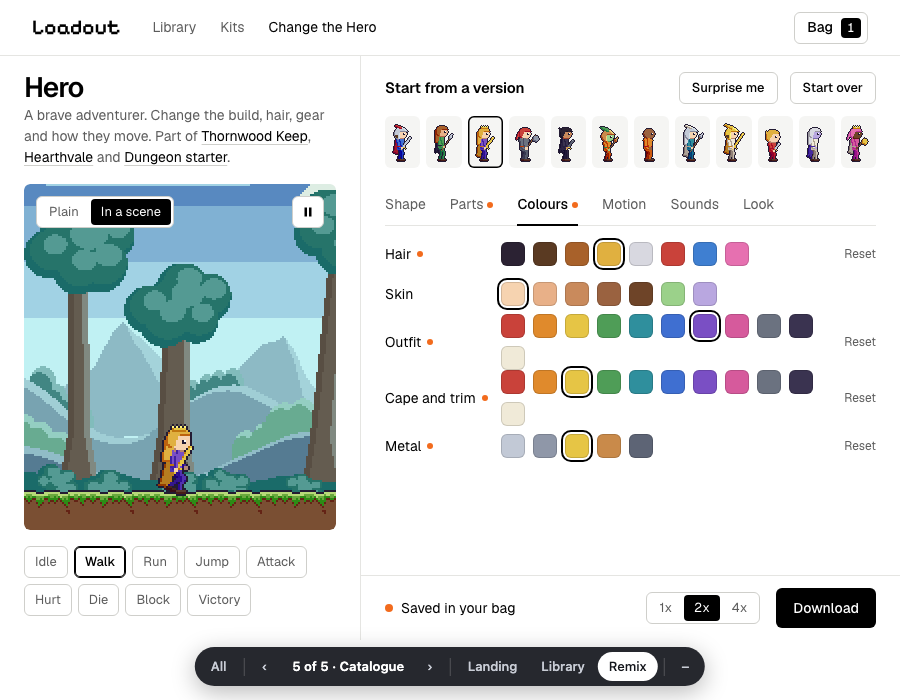 Loadout
Library
Kits
Change the Hero
Bag 1
Hero
A brave adventurer. Change the build, hair, gear
and how they move. Part of Thornwood Keep,
Hearthvale and Dungeon starter.
Plain
In a scene
Idle
Walk
Run
Jump
Attack
Hurt
Die
Block
Victory
Start from a version
Surprise me
Start over
Shape
Parts
Colours
Motion
Sounds
Look
Hair
Reset
Skin
Outfit
Reset
Cape and trim
Reset
Metal
Reset
Saved in your bag
1x
2x
4x
Download
All
‹
5 of 5 · Catalogue
›
Landing
Library
Remix
–